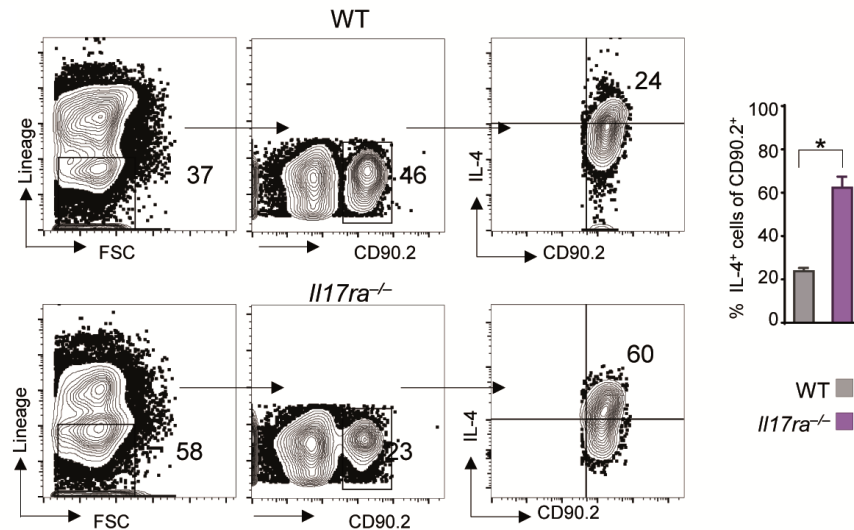 WT
Lineage
37
FSC
46
CD90.2
IL-4
24
CD90.2
Il17ra–/–
Lineage
58
FSC
23
CD90.2
IL-4
60
CD90.2
% IL-4+ cells of CD90.2+
100
80
60
40
20
0
*
WT
Il17ra–/–